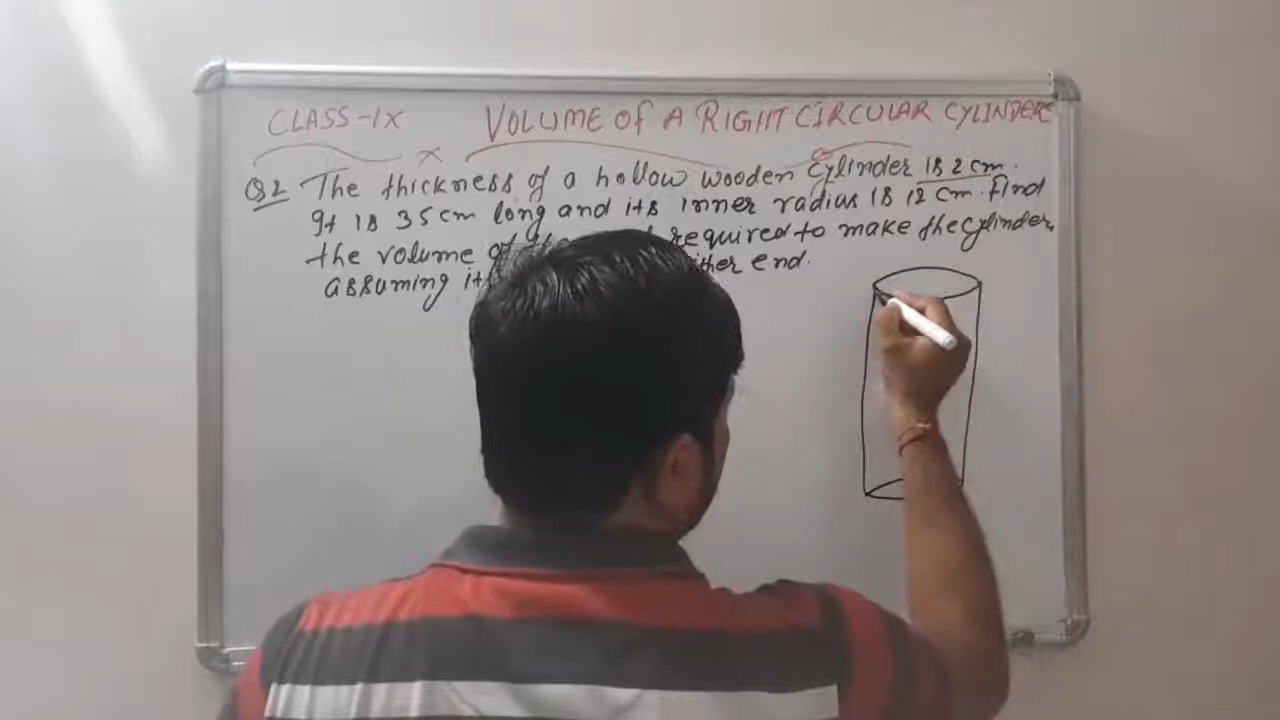 CLASS-IX VOLUME OF A RIGHT CIRCULAR CYLINDER
Q2 The thickness of a hollow wooden cylinder is 2 cm.
It is 35 cm long and its inner radius is 12 cm. Find
the volume of the required to make the cylinder,
assuming it end.